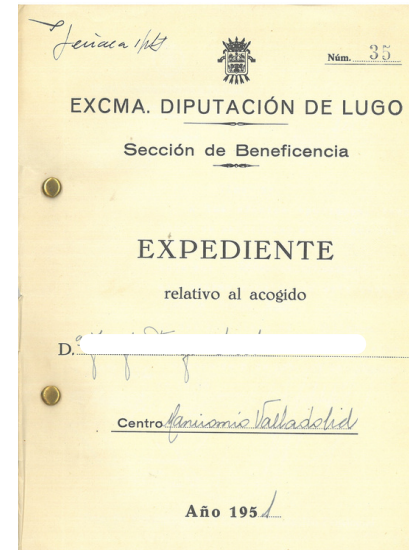 Núm. 35
EXCMA. DIPUTACIÓN DE LUGO
Sección de Beneficencia
EXPEDIENTE
relativo al acogido
D.
Centro Manicomio Valladolid
Año 1951